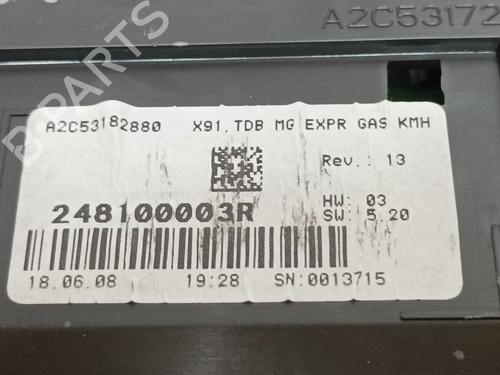 A2C53172
A2C53182880 X91.TDB MG EXPR GAS KMH
Rev.: 13
HW: 03
248100003R SW: 5.20
18.06.08 19:28 SN:0013715
B-PARTS